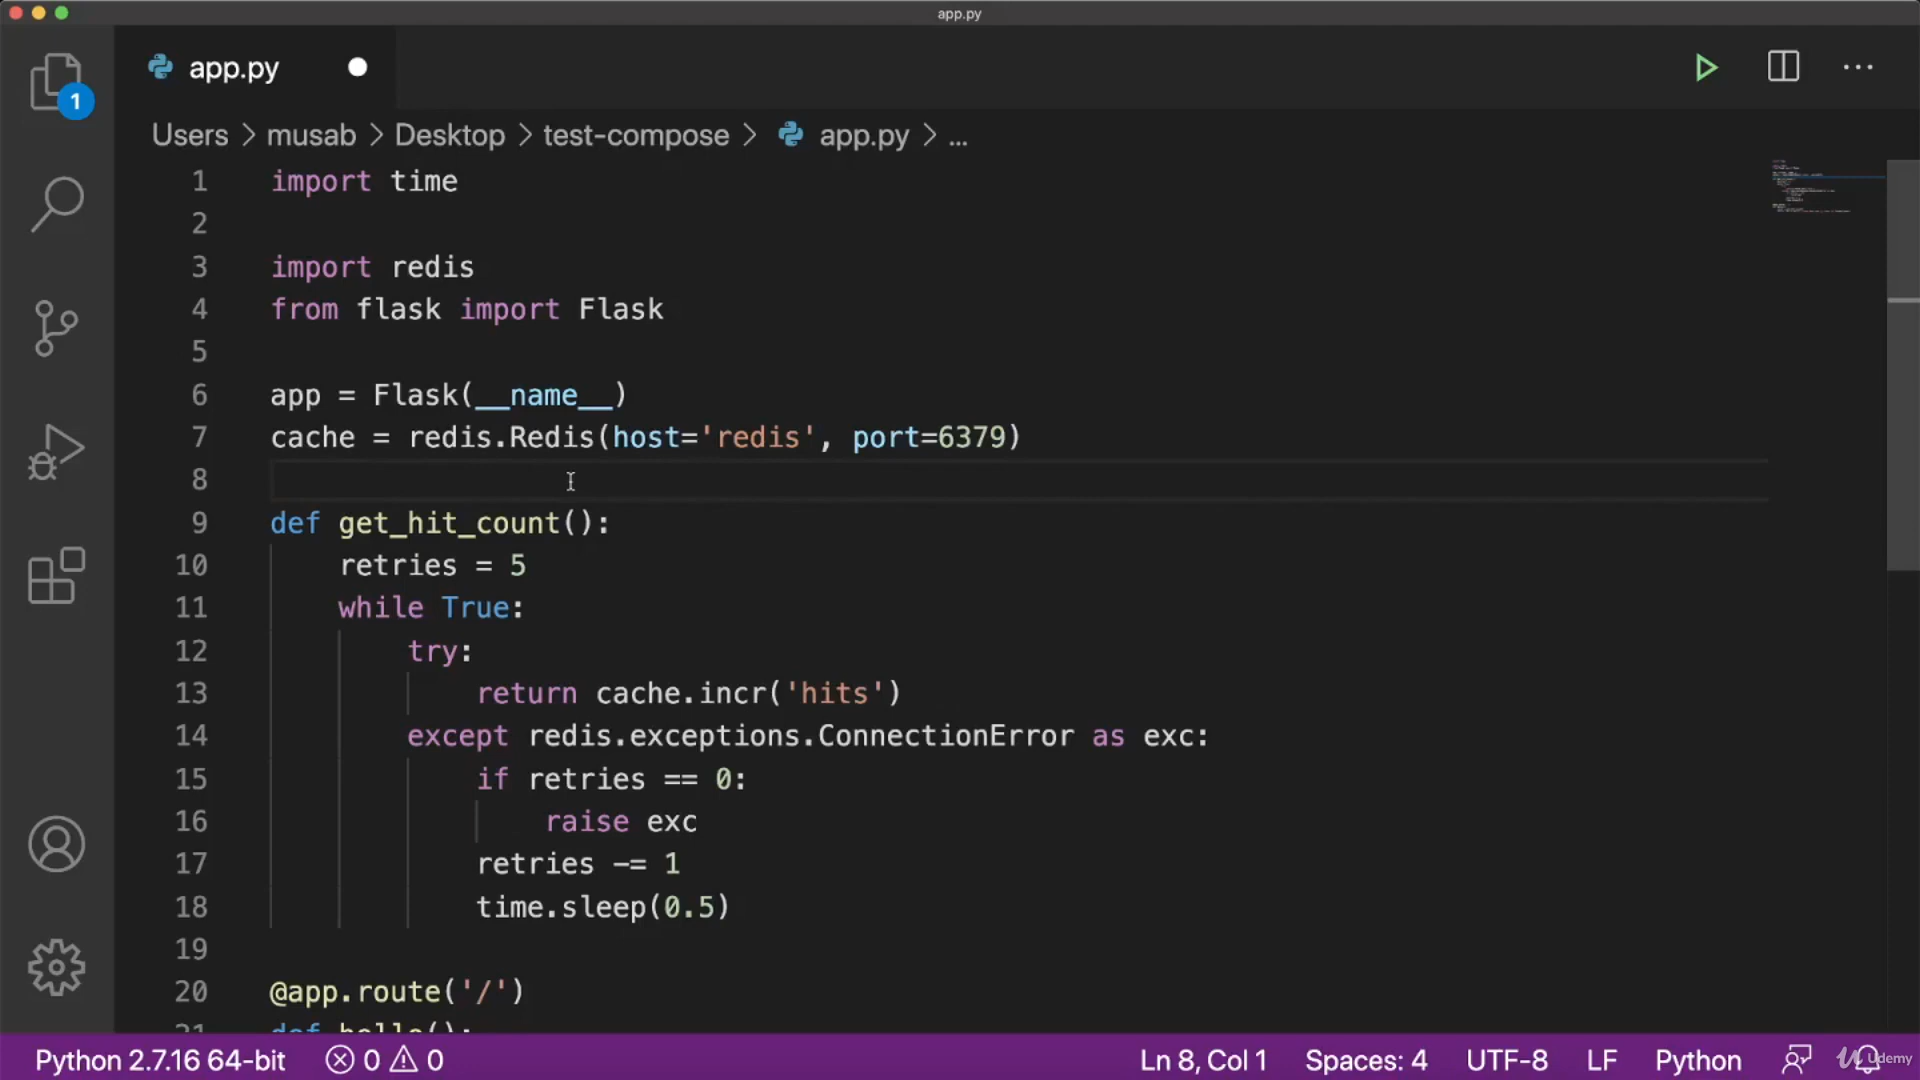 app.py
app.py
1
Users > musab > Desktop > test-compose > app.py > ...
1 import time
2
3 import redis
4 from flask import Flask
5
6 app = Flask(__name__)
7 cache = redis.Redis(host='redis', port=6379)
8
9 def get_hit_count():
10 retries = 5
11 while True:
12 try:
13 return cache.incr('hits')
14 except redis.exceptions.ConnectionError as exc:
15 if retries == 0:
16 raise exc
17 retries -= 1
18 time.sleep(0.5)
19
20 @app.route('/')
21 def hello():
Python 2.7.16 64-bit 0 0 Ln 8, Col 1 Spaces: 4 UTF-8 LF Python Udemy